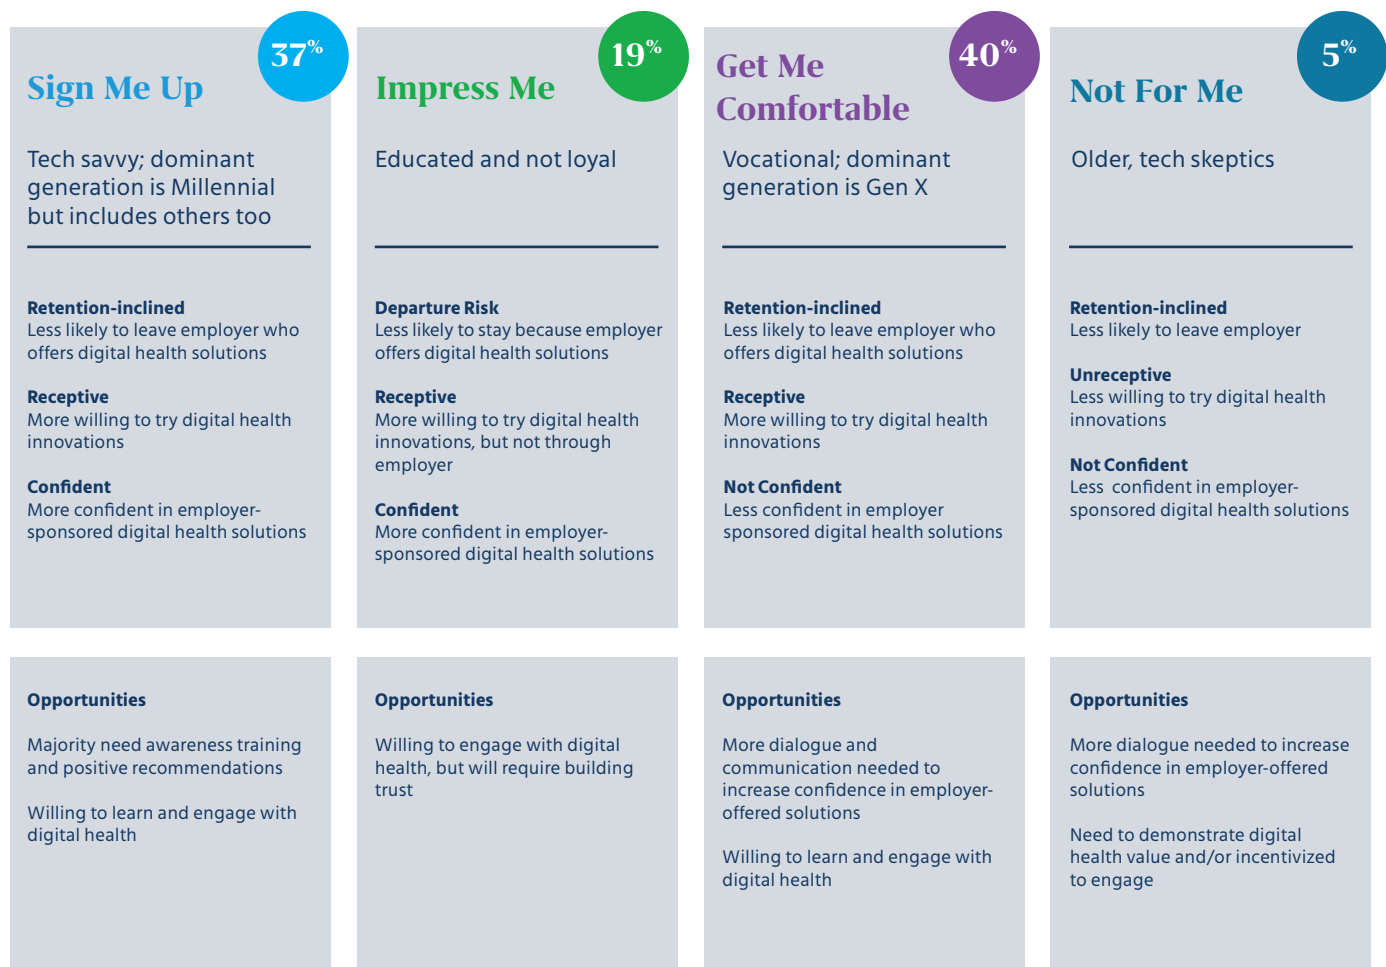 37%
Sign Me Up
Tech savvy; dominant
generation is Millennial
but includes others too
Retention-inclined
Less likely to leave employer who
offers digital health solutions
Receptive
More willing to try digital health
innovations
Confident
More confident in employer-
sponsored digital health solutions
Opportunities
Majority need awareness training
and positive recommendations
Willing to learn and engage with
digital health
19%
Impress Me
Educated and not loyal
Departure Risk
Less likely to stay because employer
offers digital health solutions
Receptive
More willing to try digital health
innovations, but not through
employer
Confident
More confident in employer-
sponsored digital health solutions
Opportunities
Willing to engage with digital
health, but will require building
trust
40%
Get Me
Comfortable
Vocational; dominant
generation is Gen X
Retention-inclined
Less likely to leave employer who
offers digital health solutions
Receptive
More willing to try digital health
innovations
Not Confident
Less confident in employer
sponsored digital health solutions
Opportunities
More dialogue and
communication needed to
increase confidence in employer-
offered solutions
Willing to learn and engage with
digital health
5%
Not For Me
Older, tech skeptics
Retention-inclined
Less likely to leave employer
Unreceptive
Less willing to try digital health
innovations
Not Confident
Less  confident in employer-
sponsored digital health solutions
Opportunities
More dialogue needed to increase
confidence in employer-offered
solutions
Need to demonstrate digital
health value and/or incentivized
to engage